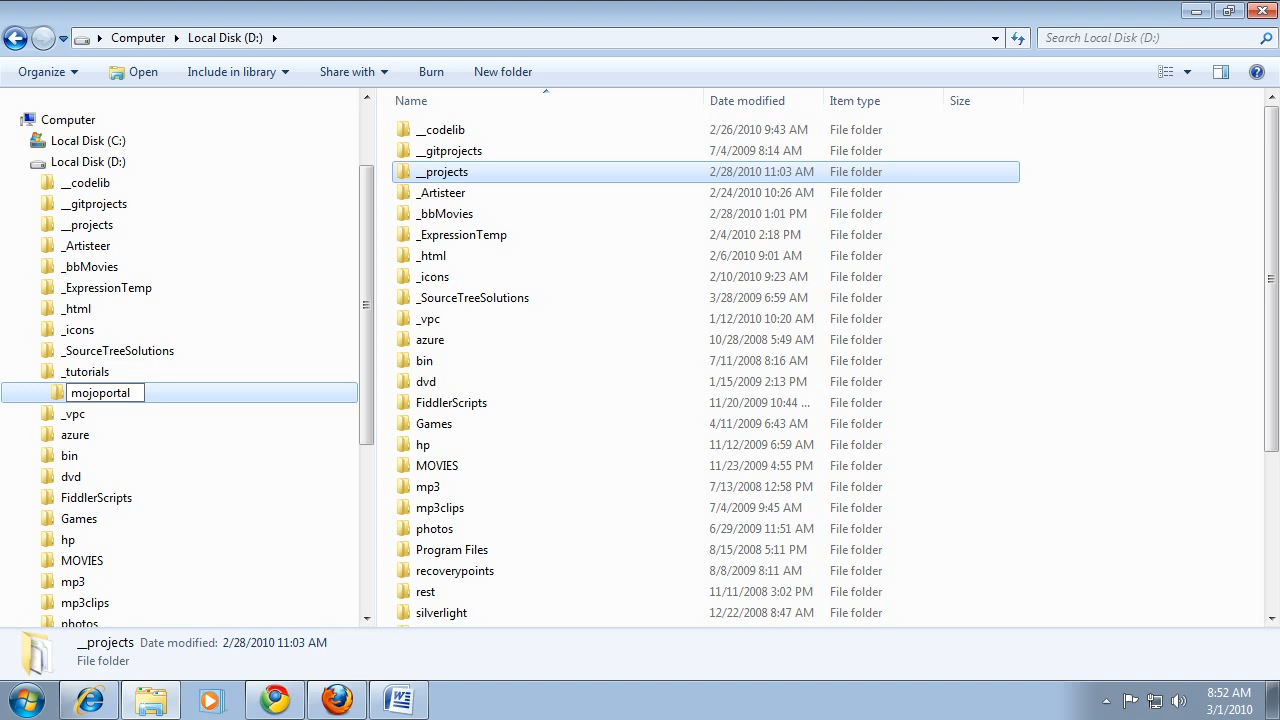 Computer Local Disk (D:) Search Local Disk (D:)
Organize Open Include in library Share with Burn New folder
Name Date modified Item type Size
Computer
Local Disk (C:)
Local Disk (D:)
__codelib
__gitprojects
__projects
_Artisteer
_bbMovies
_ExpressionTemp
_html
_icons
_SourceTreeSolutions
_tutorials
mojoportal
_vpc
azure
bin
dvd
FiddlerScripts
Games
hp
MOVIES
mp3
mp3clips
photos
__codelib 2/26/2010 9:43 AM File folder
__gitprojects 7/4/2009 8:14 AM File folder
__projects 2/28/2010 11:03 AM File folder
_Artisteer 2/24/2010 10:26 AM File folder
_bbMovies 2/28/2010 1:01 PM File folder
_ExpressionTemp 2/4/2010 2:18 PM File folder
_html 2/6/2010 9:01 AM File folder
_icons 2/10/2010 9:23 AM File folder
_SourceTreeSolutions 3/28/2009 6:59 AM File folder
_vpc 1/12/2010 10:20 AM File folder
azure 10/28/2008 5:49 AM File folder
bin 7/11/2008 8:16 AM File folder
dvd 1/15/2009 2:13 PM File folder
FiddlerScripts 11/20/2009 10:44 ... File folder
Games 4/11/2009 6:43 AM File folder
hp 11/12/2009 6:59 AM File folder
MOVIES 11/23/2009 4:55 PM File folder
mp3 7/13/2008 12:58 PM File folder
mp3clips 7/4/2009 9:45 AM File folder
photos 6/29/2009 11:51 AM File folder
Program Files 8/15/2008 5:11 PM File folder
recoverypoints 8/8/2009 8:11 AM File folder
rest 11/11/2008 3:02 PM File folder
silverlight 12/22/2008 8:47 AM File folder
__projects Date modified: 2/28/2010 11:03 AM
File folder
8:52 AM
3/1/2010